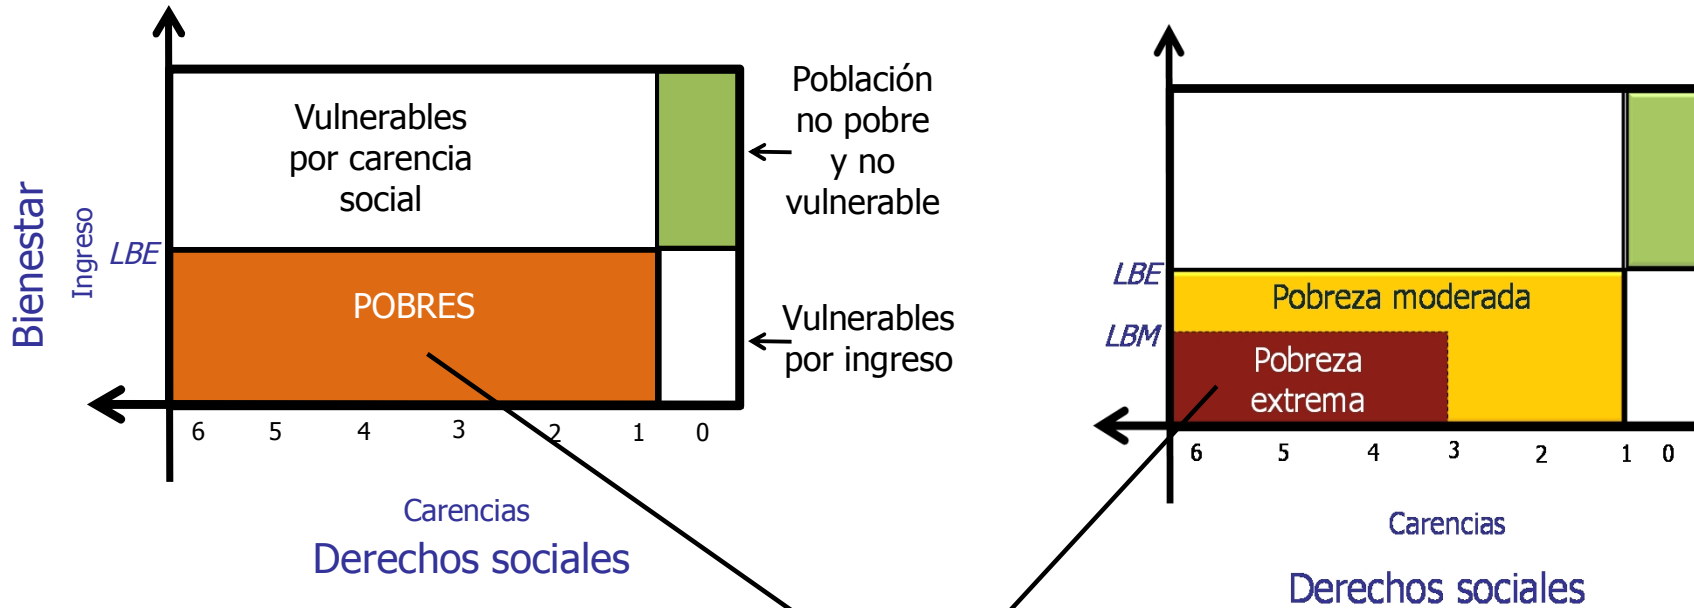 Vulnerables
por carencia
social
Población
no pobre
y no
vulnerable
Bienestar
Ingreso
LBE
POBRES
Vulnerables
por ingreso
6 5 4 3 2 1 0
Carencias
Derechos sociales
LBE
Pobreza moderada
LBM
Pobreza
extrema
6 5 4 3 2 1 0
Carencias
Derechos sociales